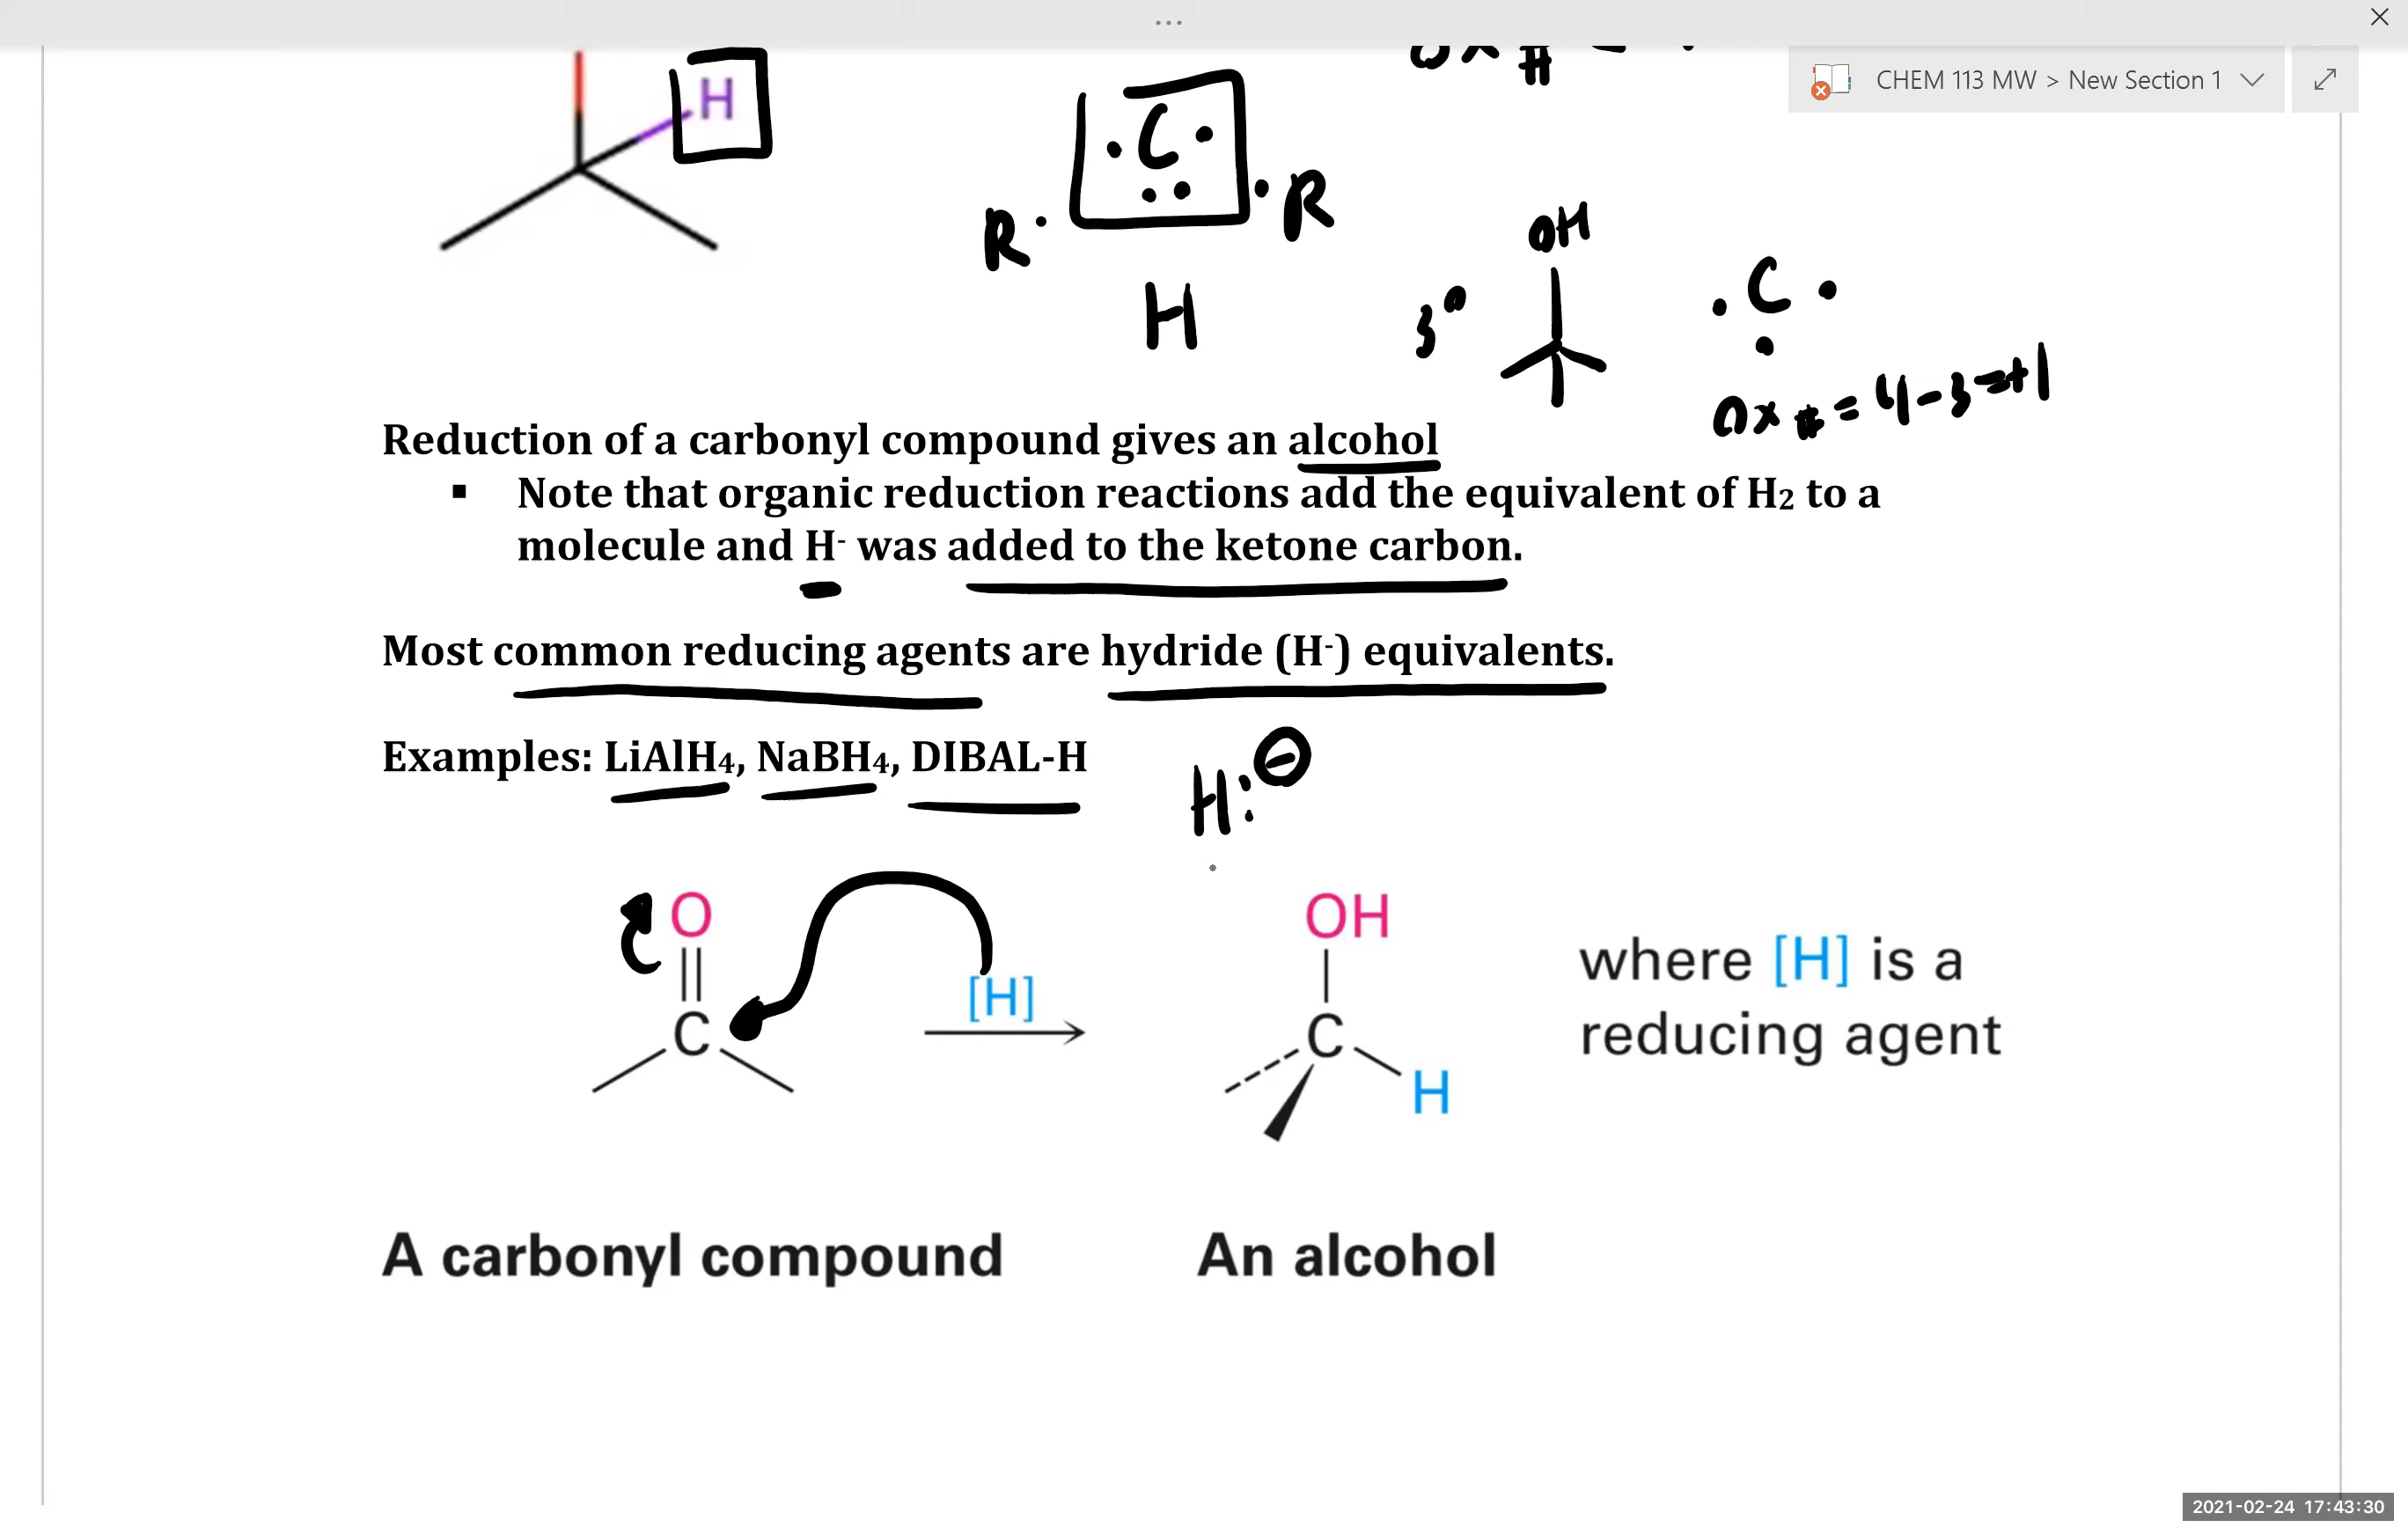 CHEM 113 MW > New Section 1
H
C
R
R
H
OH
3°
C
ox # = 4-3=+1
Reduction of a carbonyl compound gives an alcohol
▪ Note that organic reduction reactions add the equivalent of H₂ to a
molecule and H⁻ was added to the ketone carbon.
Most common reducing agents are hydride (H⁻) equivalents.
Examples: LiAlH₄, NaBH₄, DIBAL-H
H:⊖
O
C
[H]
OH
C
H
where [H] is a
reducing agent
A carbonyl compound
An alcohol
2021-02-24 17:43:30